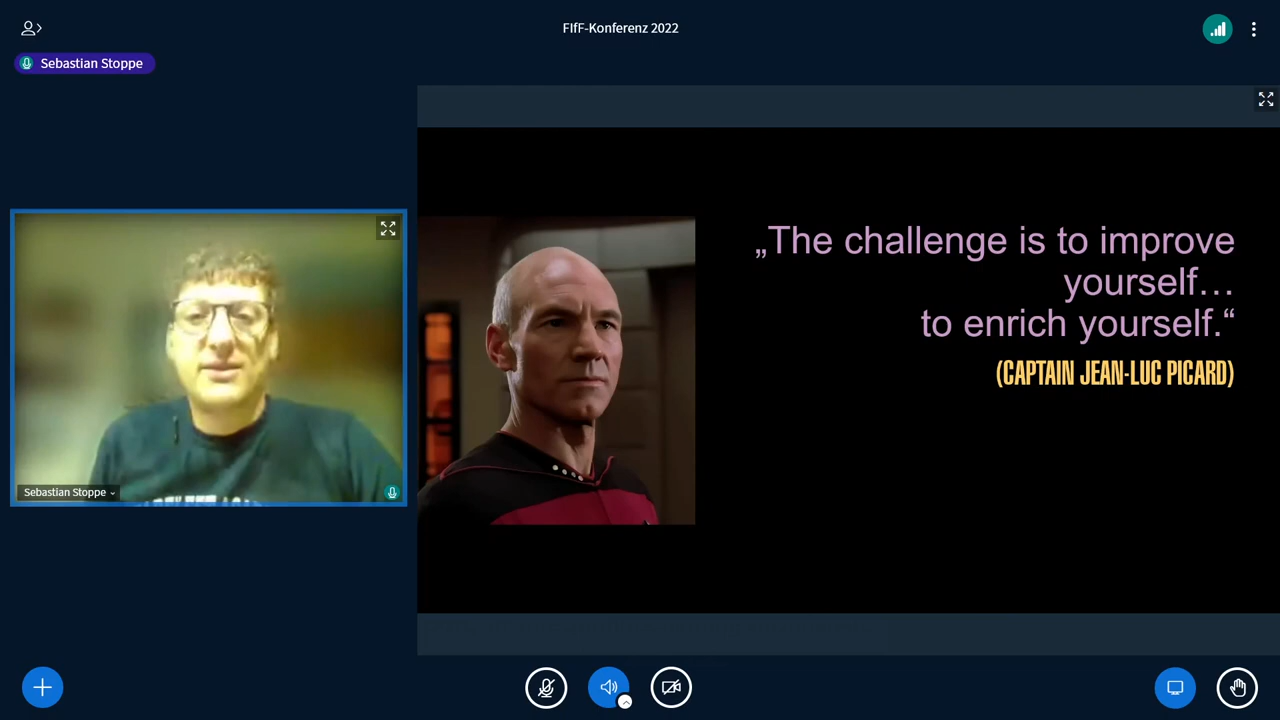 FIfF-Konferenz 2022
Sebastian Stoppe
„The challenge is to improve
yourself…
to enrich yourself.“
(CAPTAIN JEAN-LUC PICARD)
Sebastian Stoppe